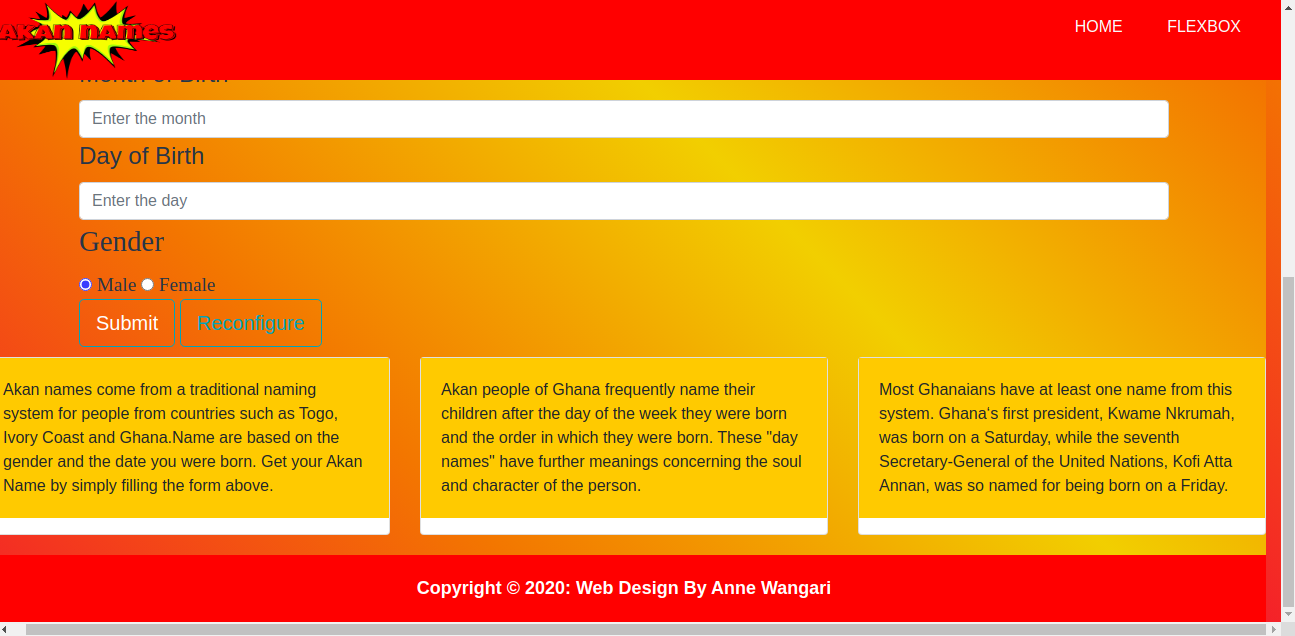 AKAN NAMES
HOME
FLEXBOX
Month of Birth
Enter the month
Day of Birth
Enter the day
Gender
Male Female
Submit Reconfigure
Akan names come from a traditional naming
system for people from countries such as Togo,
Ivory Coast and Ghana.Name are based on the
gender and the date you were born. Get your Akan
Name by simply filling the form above.
Akan people of Ghana frequently name their
children after the day of the week they were born
and the order in which they were born. These "day
names" have further meanings concerning the soul
and character of the person.
Most Ghanaians have at least one name from this
system. Ghana‘s first president, Kwame Nkrumah,
was born on a Saturday, while the seventh
Secretary-General of the United Nations, Kofi Atta
Annan, was so named for being born on a Friday.
Copyright © 2020: Web Design By Anne Wangari